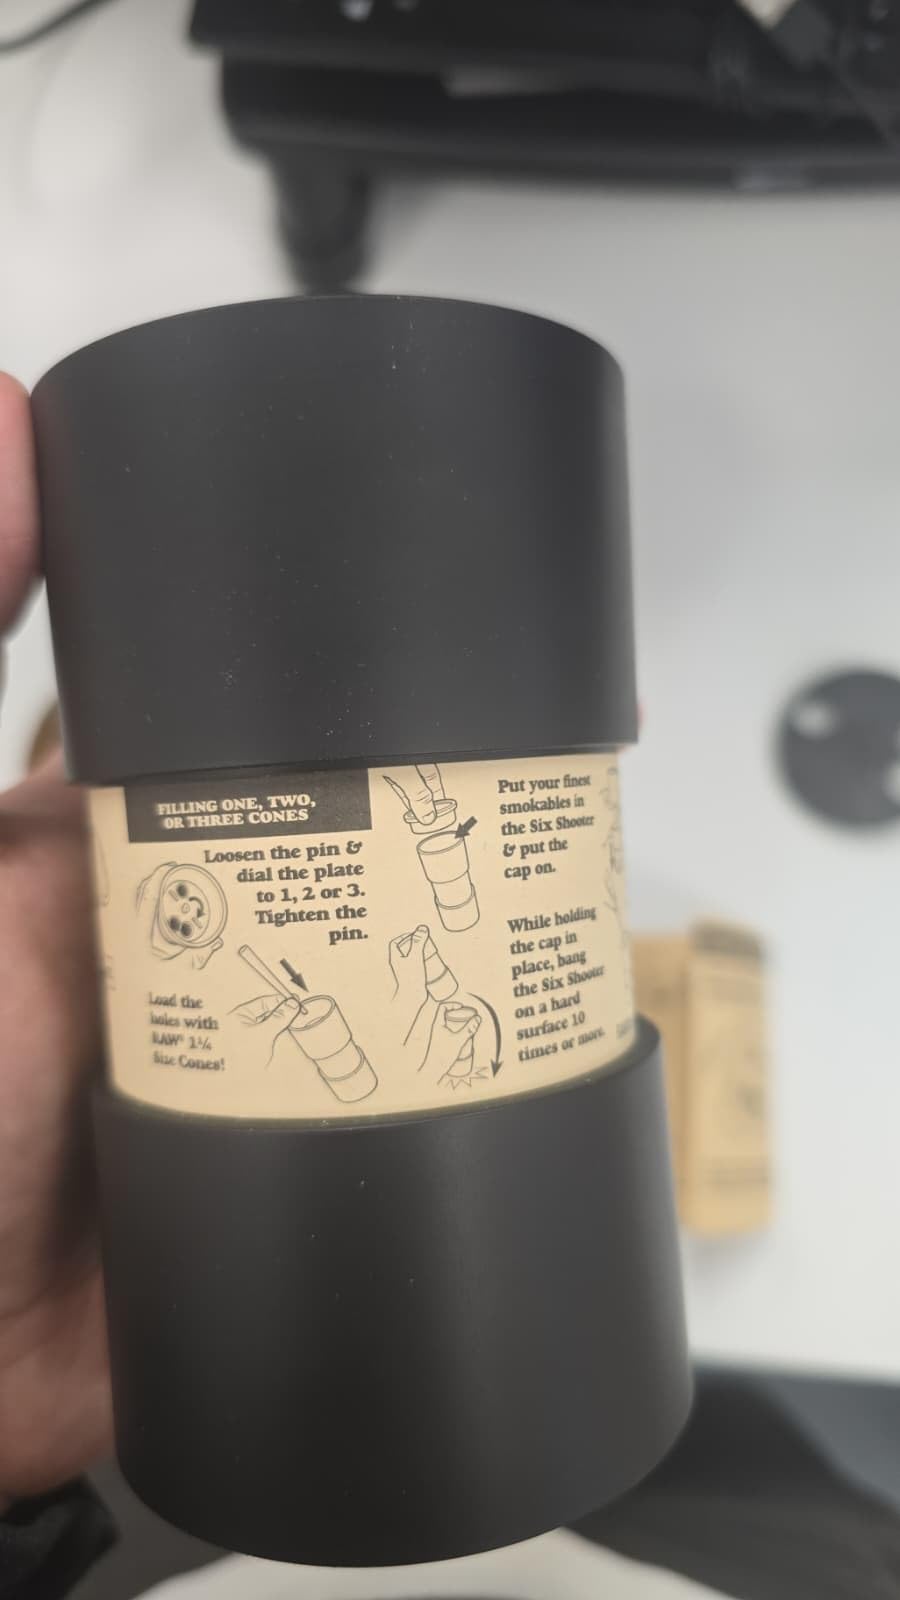 FILLING ONE, TWO,
OR THREE CONES
Loosen the pin &
dial the plate
to 1, 2 or 3.
Tighten the
pin.
Load the
holes with
RAW® 1¼
Size Cones!
Put your finest
smokables in
the Six Shooter
& put the
cap on.
While holding
the cap in
place, bang
the Six Shooter
on a hard
surface 10
times or more.